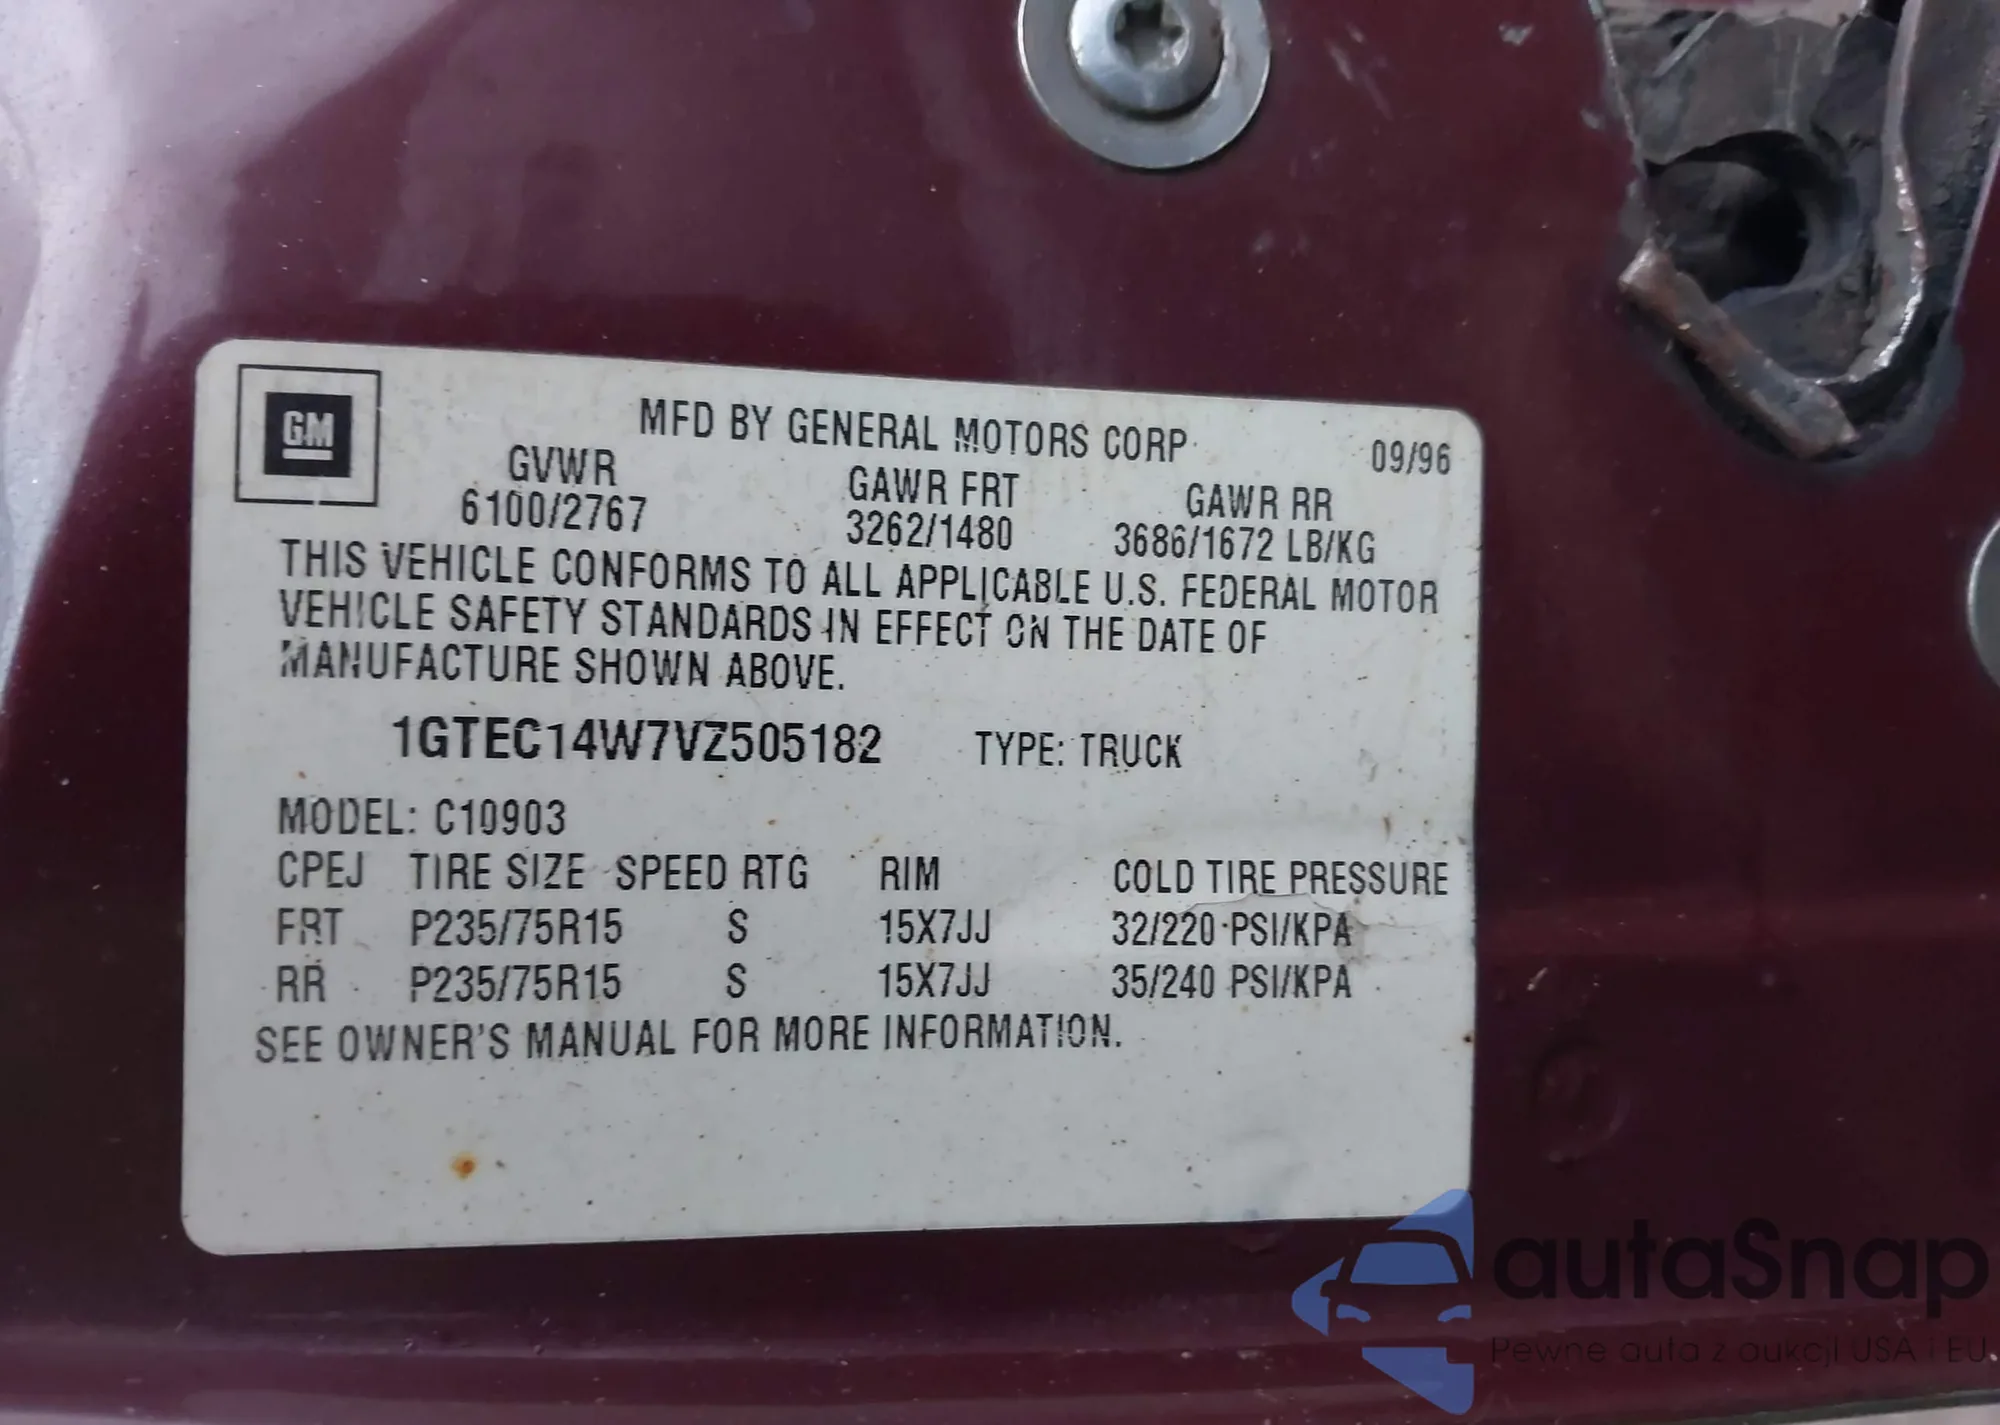 GM
MFD BY GENERAL MOTORS CORP
09/96
GVWR GAWR FRT GAWR RR
6100/2767 3262/1480 3686/1672 LB/KG
THIS VEHICLE CONFORMS TO ALL APPLICABLE U.S. FEDERAL MOTOR
VEHICLE SAFETY STANDARDS IN EFFECT ON THE DATE OF
MANUFACTURE SHOWN ABOVE.
1GTEC14W7VZ505182 TYPE: TRUCK
MODEL: C10903
CPEJ TIRE SIZE SPEED RTG RIM COLD TIRE PRESSURE
FRT P235/75R15 S 15X7JJ 32/220 PSI/KPA
RR P235/75R15 S 15X7JJ 35/240 PSI/KPA
SEE OWNER'S MANUAL FOR MORE INFORMATION.
autaSnap
Pewne auta z aukcji USA i EU